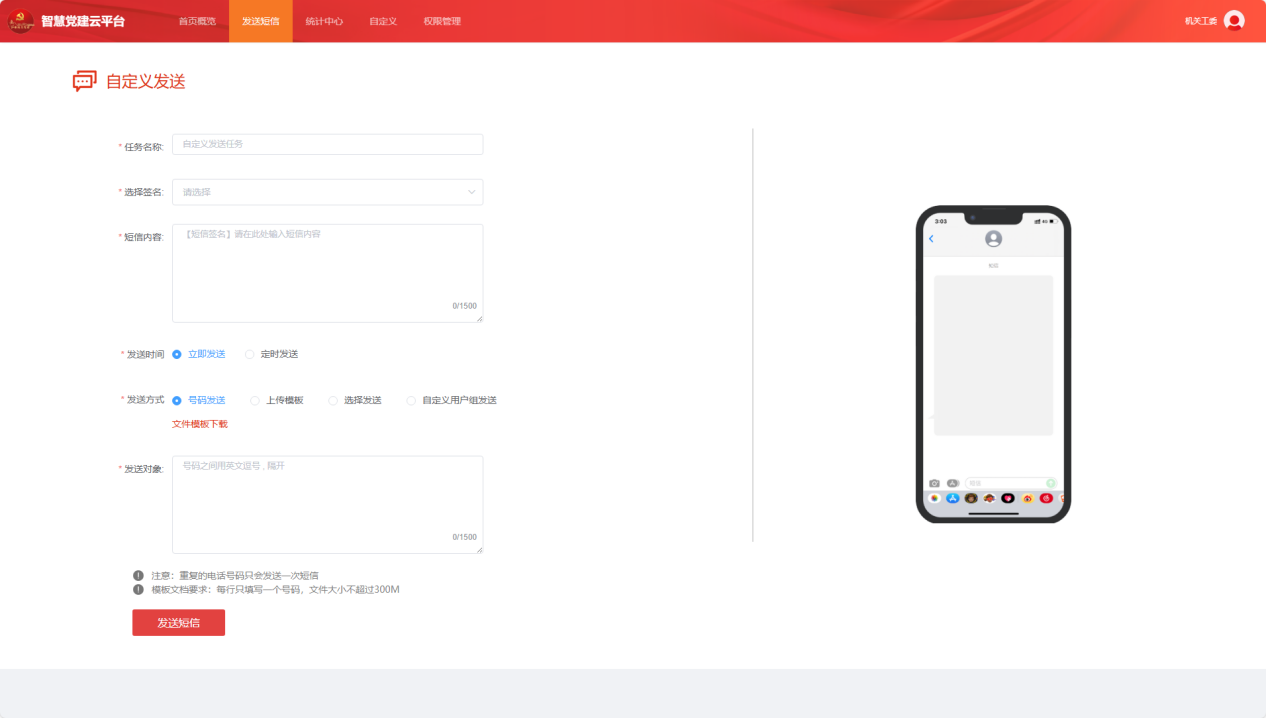 智慧党建云平台
首页概览 发送短信 统计中心 自定义 权限管理
机关工委
自定义发送
* 任务名称: 自定义发送任务
* 选择签名: 请选择
* 短信内容: 【短信签名】请在此处输入短信内容
0/1500
* 发送时间 立即发送 定时发送
* 发送方式 号码发送 上传模板 选择发送 自定义用户组发送
文件模板下载
* 发送对象: 号码之间用英文逗号 , 隔开
0/1500
注意：重复的电话号码只会发送一次短信
模板文档要求：每行只填写一个号码，文件大小不超过300M
发送短信
3:03
4G
短信